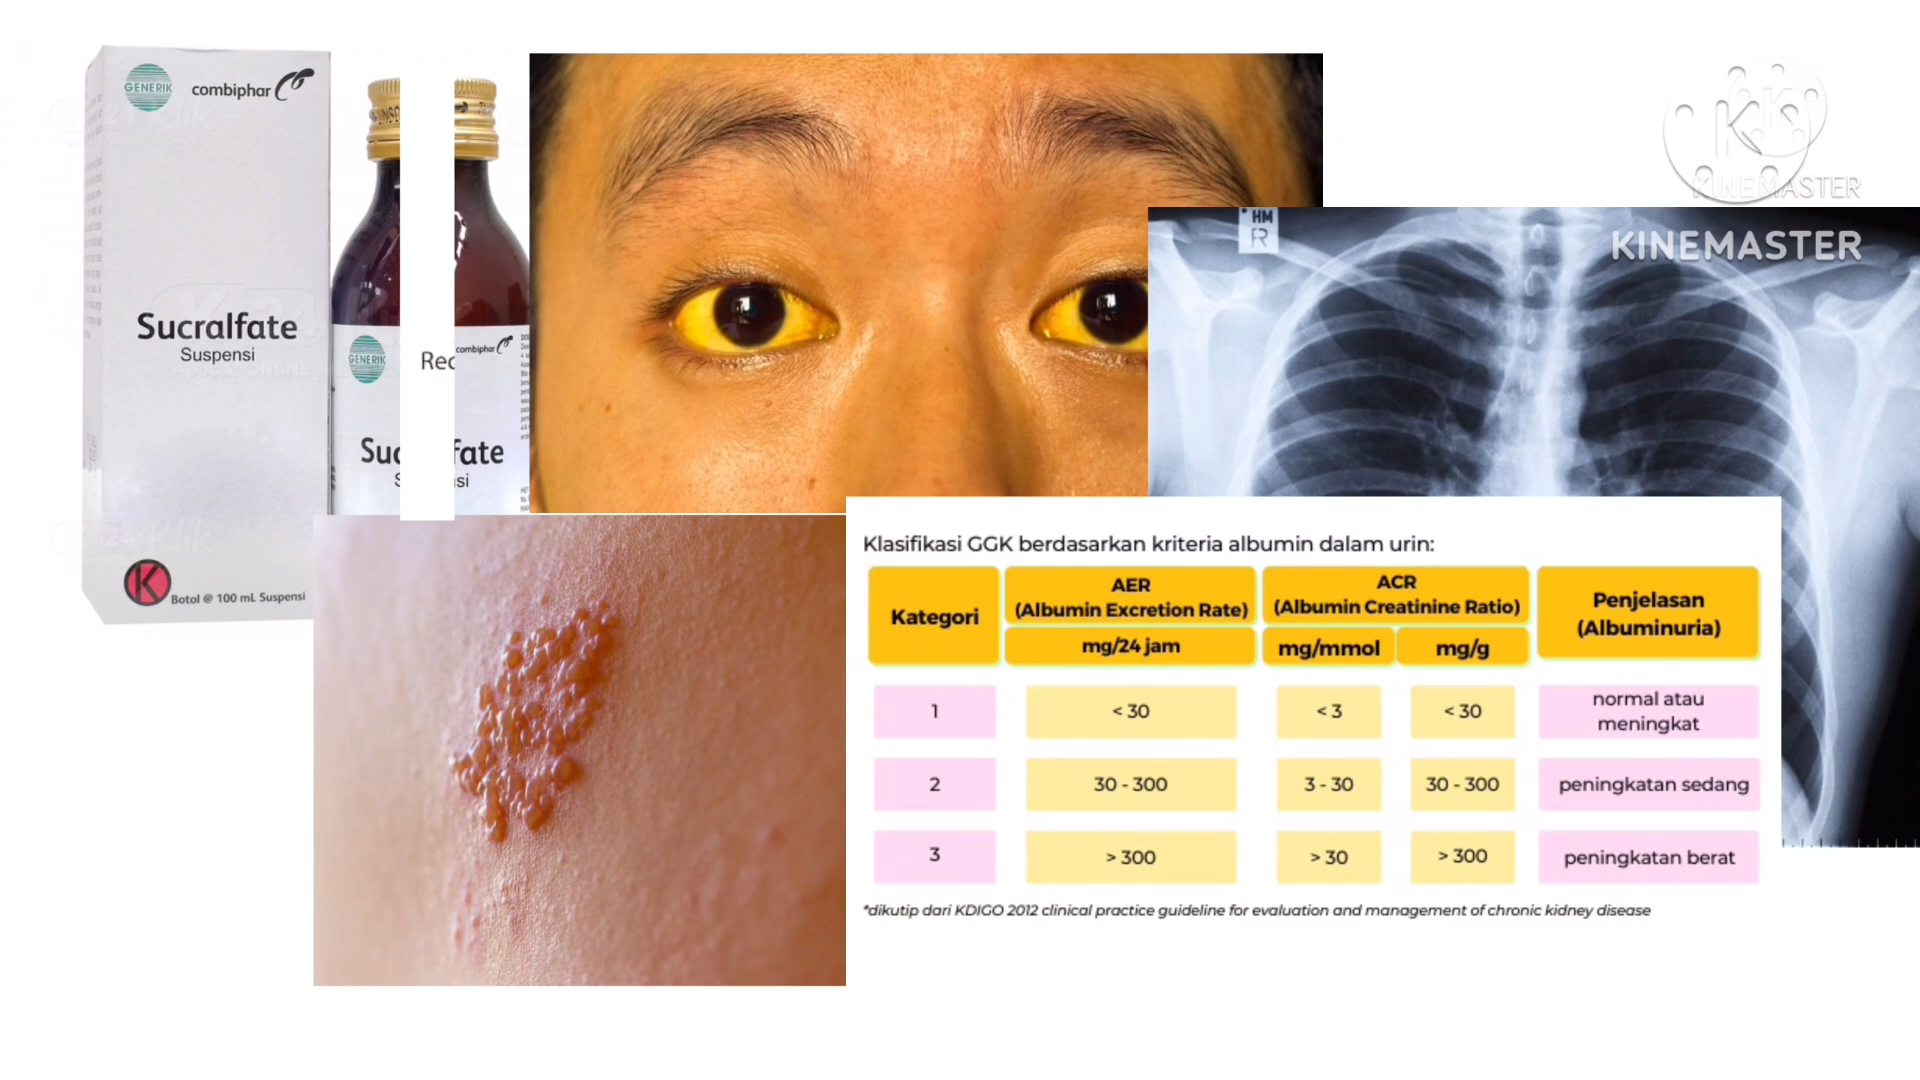 GENERIK
combiphar
Sucralfate
Suspensi
Botol @ 100 mL Suspensi
GENERIK
combiphar
HM
R
KINEMASTER
KINEMASTER
Klasifikasi GGK berdasarkan kriteria albumin dalam urin:
Kategori
AER
(Albumin Excretion Rate)
mg/24 jam
ACR
(Albumin Creatinine Ratio)
mg/mmol
mg/g
Penjelasan
(Albuminuria)
1
< 30
< 3
< 30
normal atau
meningkat
2
30 - 300
3 - 30
30 - 300
peningkatan sedang
3
> 300
> 30
> 300
peningkatan berat
*dikutip dari KDIGO 2012 clinical practice guideline for evaluation and management of chronic kidney disease